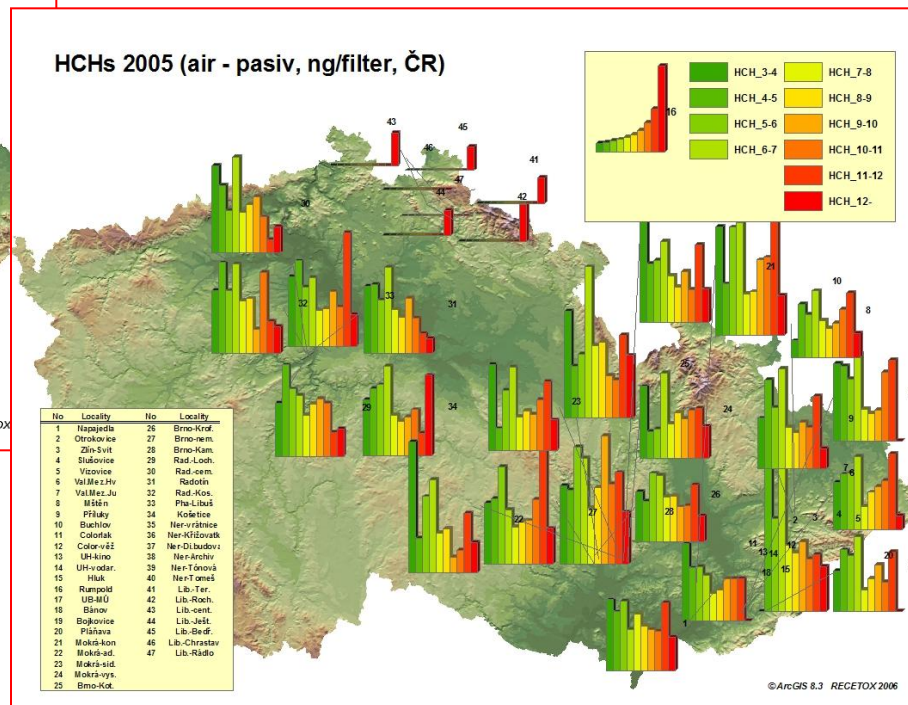 HCHs 2005 (air - pasiv, ng/filter, ČR)
16
HCH_3-4
HCH_4-5
HCH_5-6
HCH_6-7
HCH_7-8
HCH_8-9
HCH_9-10
HCH_10-11
HCH_11-12
HCH_12-
43
45
46
47
41
44
42
30
32
33
31
21
10
8
29
34
23
25
24
9
7
6
22
27
28
26
4
5
2
3
11
12
13
14
15
18
20
1
No Locality No Locality
1 Napajedla 26 Brno-Krof.
2 Otrokovice 27 Brno-nem.
3 Zlín-Svit 28 Brno-Kam.
4 Slušovice 29 Rad.-Loch.
5 Vizovice 30 Rad.-cem.
6 Val.Mez.Hv 31 Radotín
7 Val.Mez.Ju 32 Rad.-Kos.
8 Mštěn 33 Pha-Libuš
9 Příluky 34 Košetice
10 Buchlov 35 Ner-vrátnice
11 Colorlak 36 Ner-Křižovatk
12 Color-věž 37 Ner-Di.budova
13 UH-kino 38 Ner-Archiv
14 UH-vodar. 39 Ner-Tónová
15 Hluk 40 Ner-Tomeš
16 Rumpold 41 Lib.-Ter.
17 UB-MÚ 42 Lib.-Roch.
18 Bánov 43 Lib.-cent.
19 Bojkovice 44 Lib.-Ješt.
20 Pláňava 45 Lib.-Bedř.
21 Mokrá-kon 46 Lib.-Chrastav
22 Mokrá-ad. 47 Lib.-Rádlo
23 Mokrá-sid.
24 Mokrá-vys.
25 Brno-Kot.
©ArcGIS 8.3 RECETOX 2006